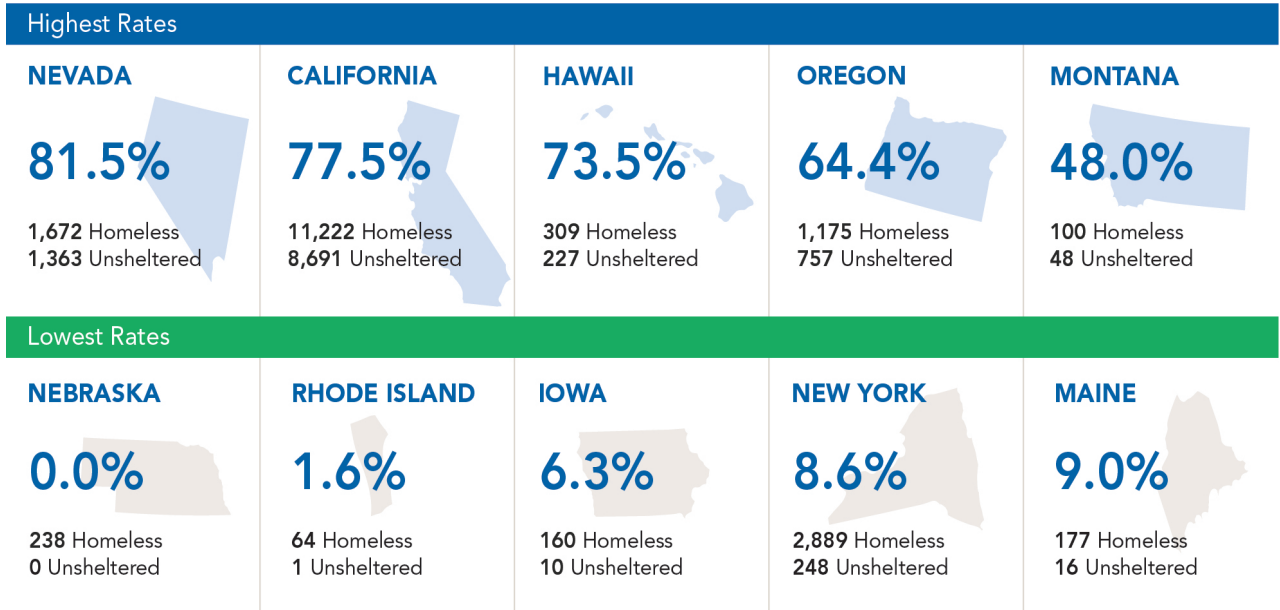 Highest Rates
NEVADA
81.5%
1,672 Homeless
1,363 Unsheltered
CALIFORNIA
77.5%
11,222 Homeless
8,691 Unsheltered
HAWAII
73.5%
309 Homeless
227 Unsheltered
OREGON
64.4%
1,175 Homeless
757 Unsheltered
MONTANA
48.0%
100 Homeless
48 Unsheltered
Lowest Rates
NEBRASKA
0.0%
238 Homeless
0 Unsheltered
RHODE ISLAND
1.6%
64 Homeless
1 Unsheltered
IOWA
6.3%
160 Homeless
10 Unsheltered
NEW YORK
8.6%
2,889 Homeless
248 Unsheltered
MAINE
9.0%
177 Homeless
16 Unsheltered